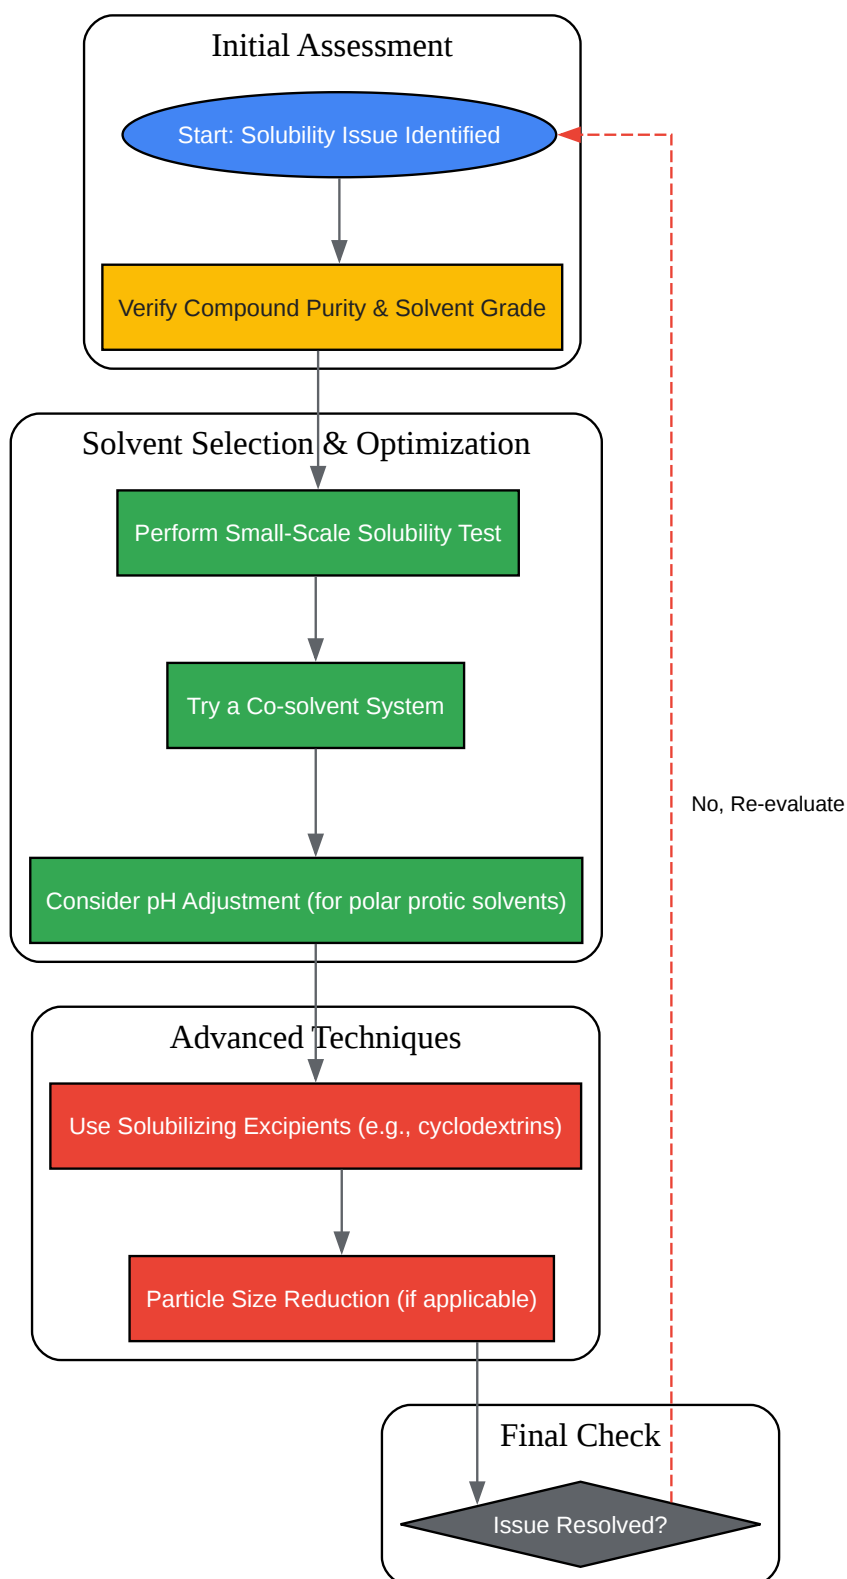 Initial Assessment
Start: Solubility Issue Identified
Verify Compound Purity & Solvent Grade
Solvent Selection & Optimization
Perform Small-Scale Solubility Test
Try a Co-solvent System
No, Re-evaluate
Consider pH Adjustment (for polar protic solvents)
Advanced Techniques
Use Solubilizing Excipients (e.g., cyclodextrins)
Particle Size Reduction (if applicable)
Final Check
Issue Resolved?